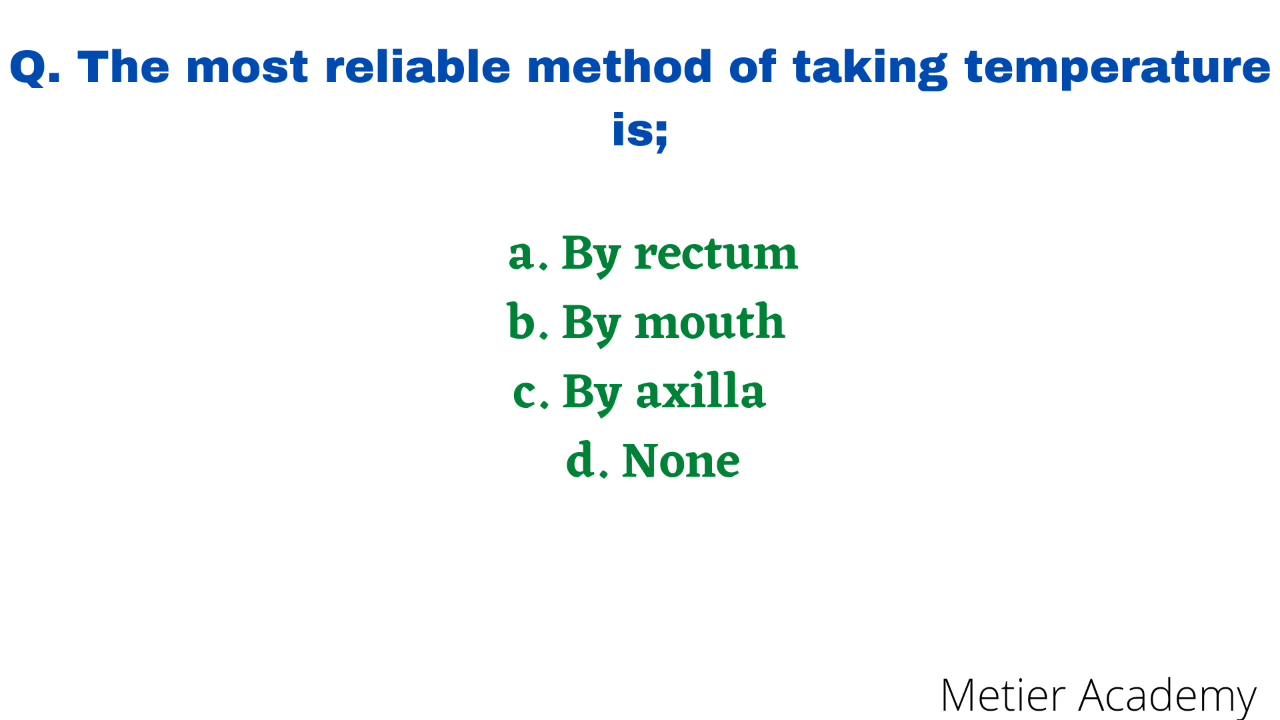 Q. The most reliable method of taking temperature
is;
a. By rectum
b. By mouth
c. By axilla
d. None
Metier Academy